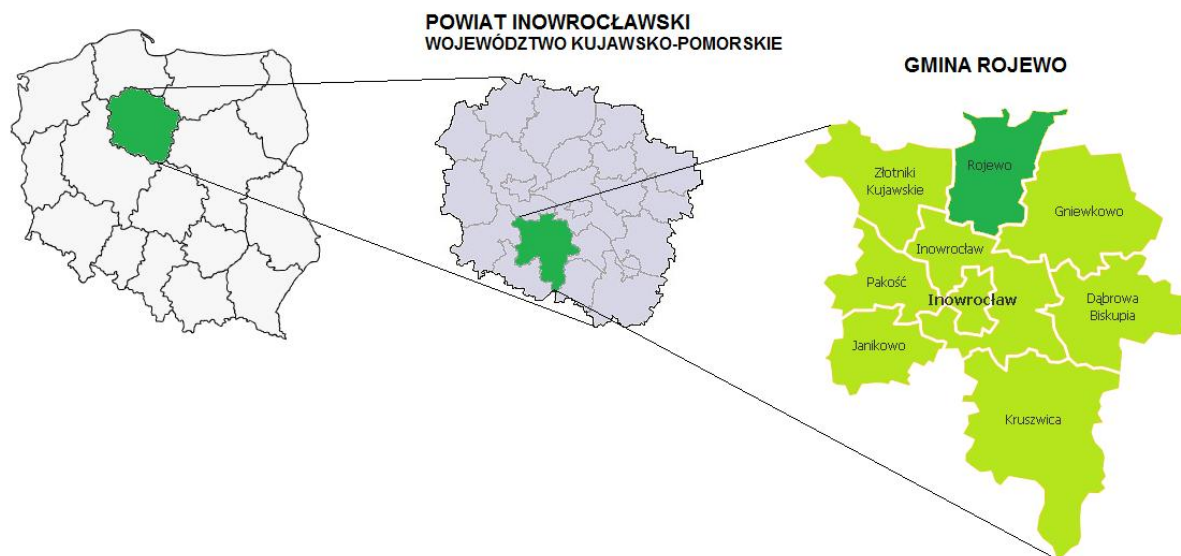 POWIAT INOWROCŁAWSKI
WOJEWÓDZTWO KUJAWSKO-POMORSKIE
GMINA ROJEWO
Rojewo
Złotniki
Kujawskie
Gniewkowo
Inowrocław
Pakość
Inowrocław
Dąbrowa
Biskupia
Janikowo
Kruszwica